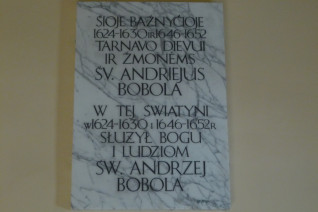 ŠIOJE BAŽNYČIOJE
1624-1630 IR 1646-1652
TARNAVO DIEVUI
IR ŽMONĖMS
ŠV. ANDRIEJUS
BOBOLA
W TEJ ŚWIĄTYNI
W 1624-1630 I 1646-1652 R
SŁUŻYŁ BOGU
I LUDZIOM
ŚW. ANDRZEJ
BOBOLA